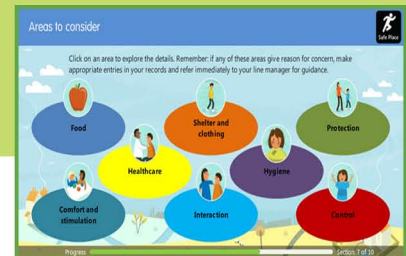 Areas to consider
Safe Place
Click on an area to explore the details. Remember: if any of these areas give reason for concern, make
appropriate entries in your records and refer immediately to your line manager for guidance.
Food
Shelter and
clothing
Protection
Healthcare
Hygiene
Comfort and
stimulation
Interaction
Control
Progress
Section: 7 of 10